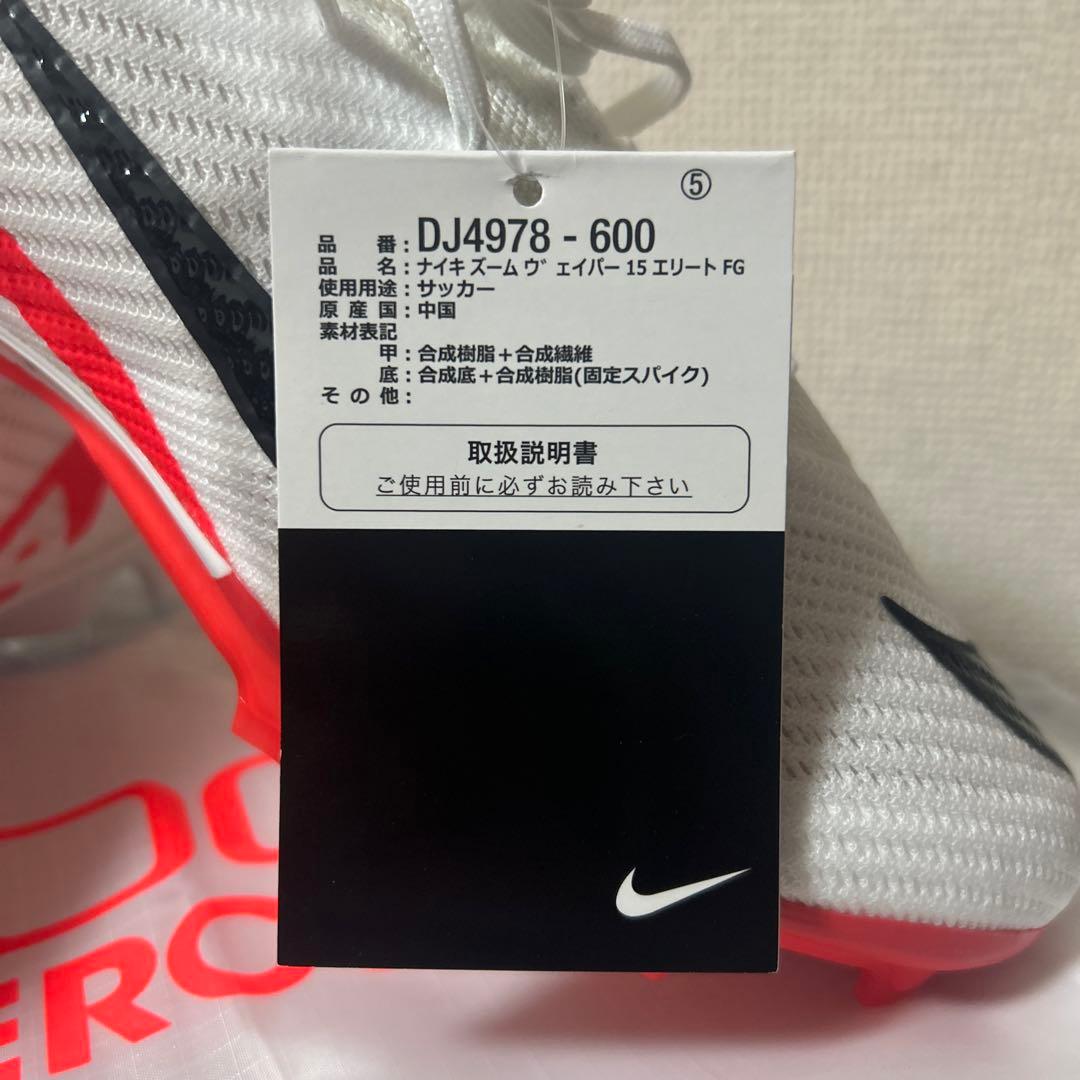 ⑤
品 番：DJ4978 - 600
品 名：ナイキ ズーム ヴェイパー 15 エリート FG
使用用途：サッカー
原産国：中国
素材表記
甲：合成樹脂＋合成繊維
底：合成底＋合成樹脂(固定スパイク)
その他：
取扱説明書
ご使用前に必ずお読み下さい
ERO